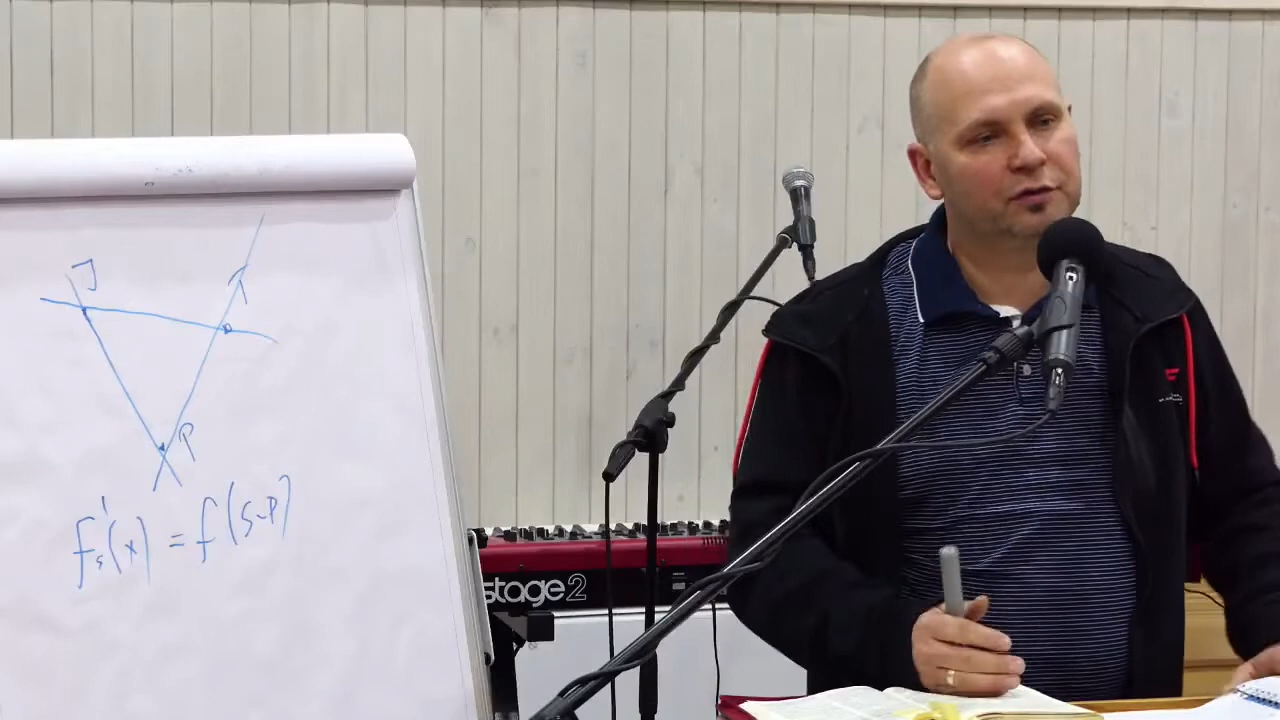 J
P
f's(x) = f(s-p)
stage2